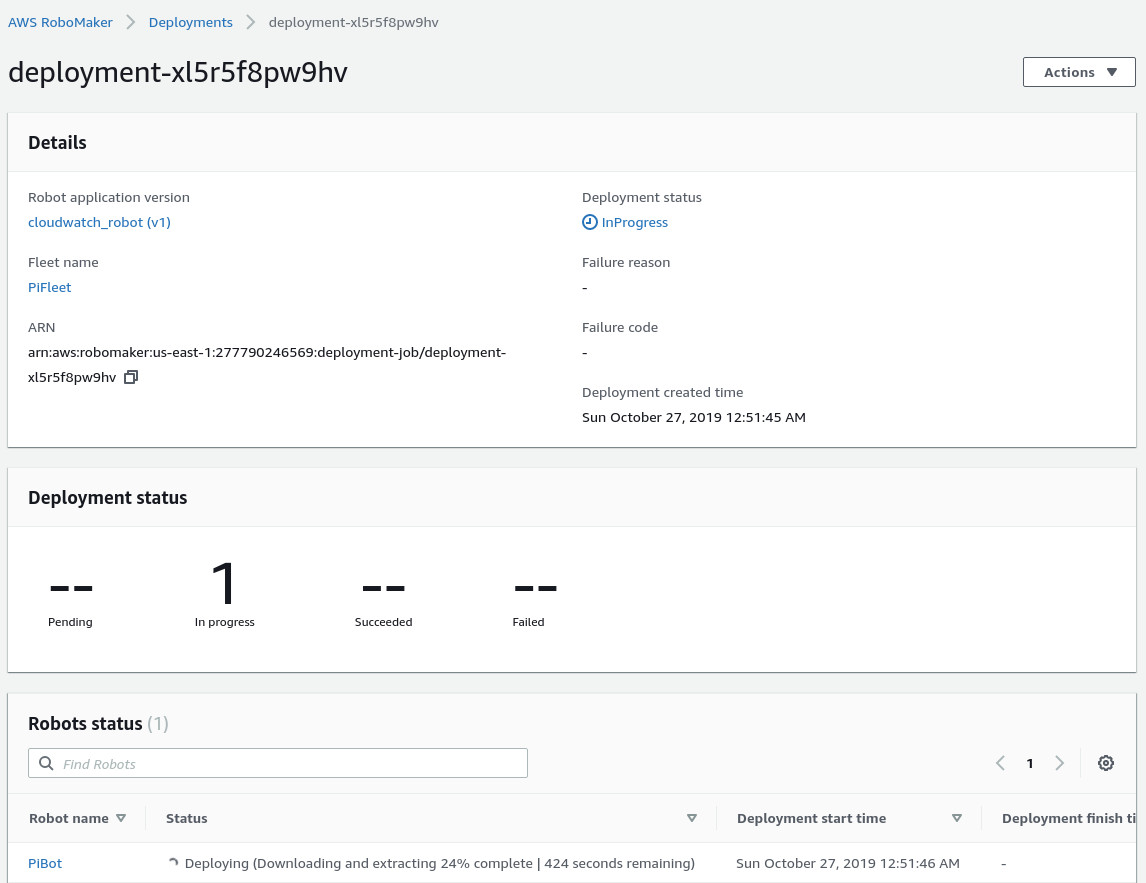 AWS RoboMaker > Deployments > deployment-xl5r5f8pw9hv
deployment-xl5r5f8pw9hv
Actions
Details
Robot application version
cloudwatch_robot (v1)
Fleet name
PiFleet
ARN
arn:aws:robomaker:us-east-1:277790246569:deployment-job/deployment-
xl5r5f8pw9hv
Deployment status
InProgress
Failure reason
-
Failure code
-
Deployment created time
Sun October 27, 2019 12:51:45 AM
Deployment status
-- 1 -- --
Pending In progress Succeeded Failed
Robots status (1)
Find Robots
1
Robot name Status Deployment start time Deployment finish ti
PiBot Deploying (Downloading and extracting 24% complete | 424 seconds remaining) Sun October 27, 2019 12:51:46 AM -